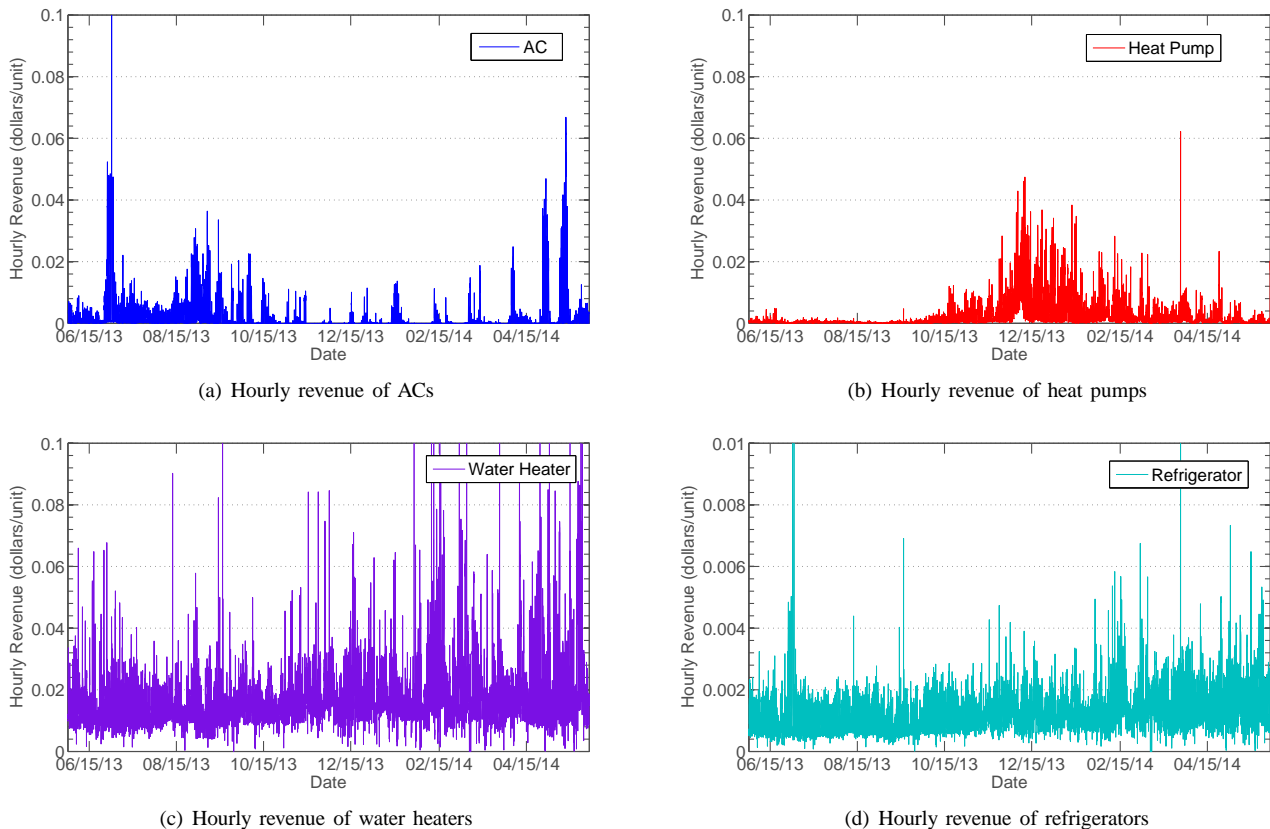 0.1
0.08
0.06
0.04
0.02
0
Hourly Revenue (dollars/unit)
AC
06/15/13 08/15/13 10/15/13 12/15/13 02/15/14 04/15/14
Date
(a) Hourly revenue of ACs
0.1
0.08
0.06
0.04
0.02
0
Hourly Revenue (dollars/unit)
Heat Pump
06/15/13 08/15/13 10/15/13 12/15/13 02/15/14 04/15/14
Date
(b) Hourly revenue of heat pumps
0.1
0.08
0.06
0.04
0.02
0
Hourly Revenue (dollars/unit)
Water Heater
06/15/13 08/15/13 10/15/13 12/15/13 02/15/14 04/15/14
Date
(c) Hourly revenue of water heaters
0.01
0.008
0.006
0.004
0.002
0
Hourly Revenue (dollars/unit)
Refrigerator
06/15/13 08/15/13 10/15/13 12/15/13 02/15/14 04/15/14
Date
(d) Hourly revenue of refrigerators